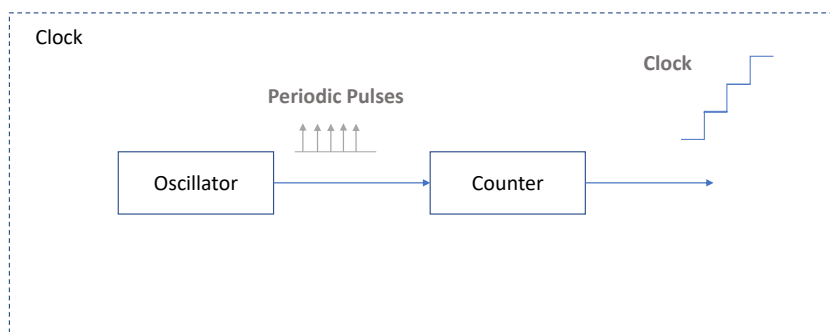 Clock
Clock
Periodic Pulses
Oscillator
Counter